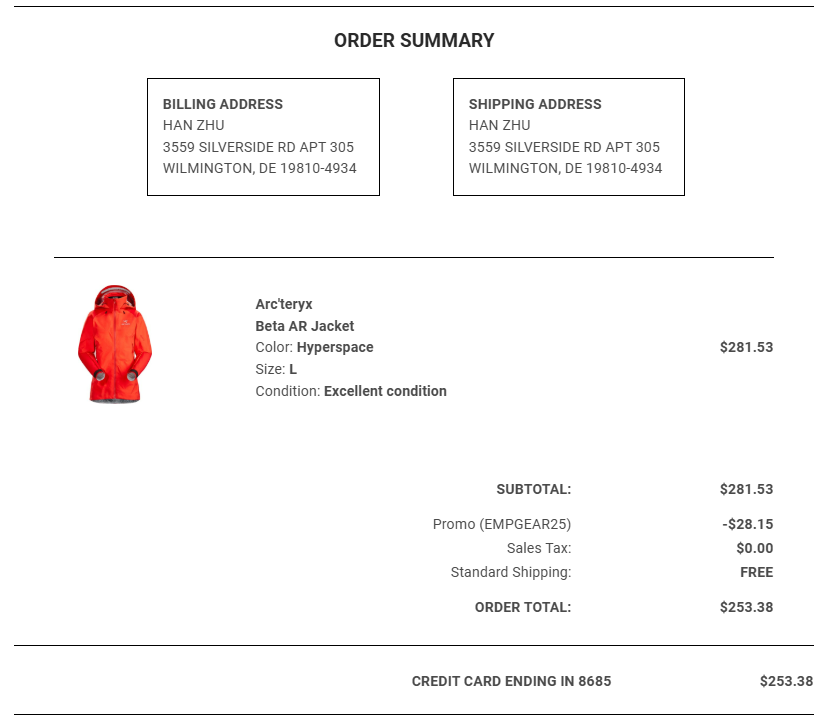 ORDER SUMMARY
BILLING ADDRESS
HAN ZHU
3559 SILVERSIDE RD APT 305
WILMINGTON, DE 19810-4934
SHIPPING ADDRESS
HAN ZHU
3559 SILVERSIDE RD APT 305
WILMINGTON, DE 19810-4934
Arc'teryx
Beta AR Jacket
Color: Hyperspace
Size: L
Condition: Excellent condition
$281.53
SUBTOTAL: $281.53
Promo (EMPGEAR25) -$28.15
Sales Tax: $0.00
Standard Shipping: FREE
ORDER TOTAL: $253.38
CREDIT CARD ENDING IN 8685 $253.38